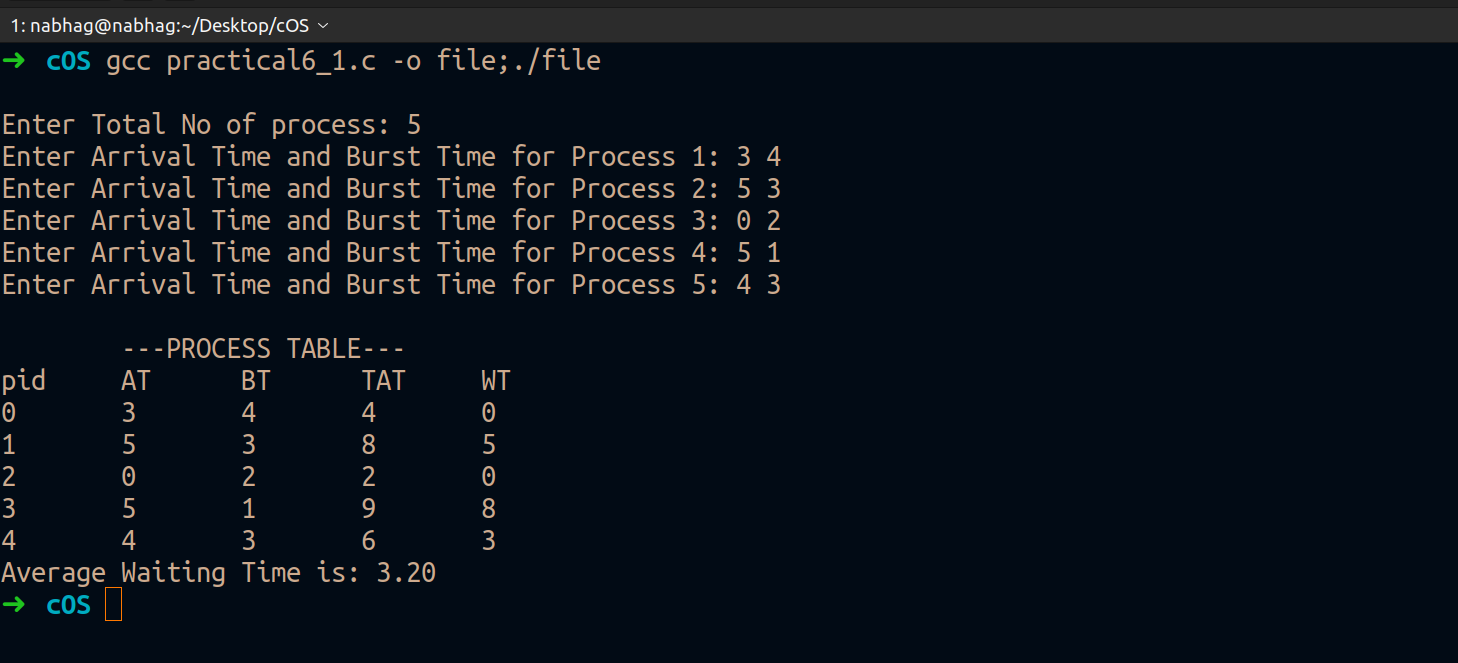 1: nabhag@nabhag:~/Desktop/cOS
➜ cOS gcc practical6_1.c -o file;./file
Enter Total No of process: 5
Enter Arrival Time and Burst Time for Process 1: 3 4
Enter Arrival Time and Burst Time for Process 2: 5 3
Enter Arrival Time and Burst Time for Process 3: 0 2
Enter Arrival Time and Burst Time for Process 4: 5 1
Enter Arrival Time and Burst Time for Process 5: 4 3
---PROCESS TABLE---
pid AT BT TAT WT
0 3 4 4 0
1 5 3 8 5
2 0 2 2 0
3 5 1 9 8
4 4 3 6 3
Average Waiting Time is: 3.20
➜ cOS